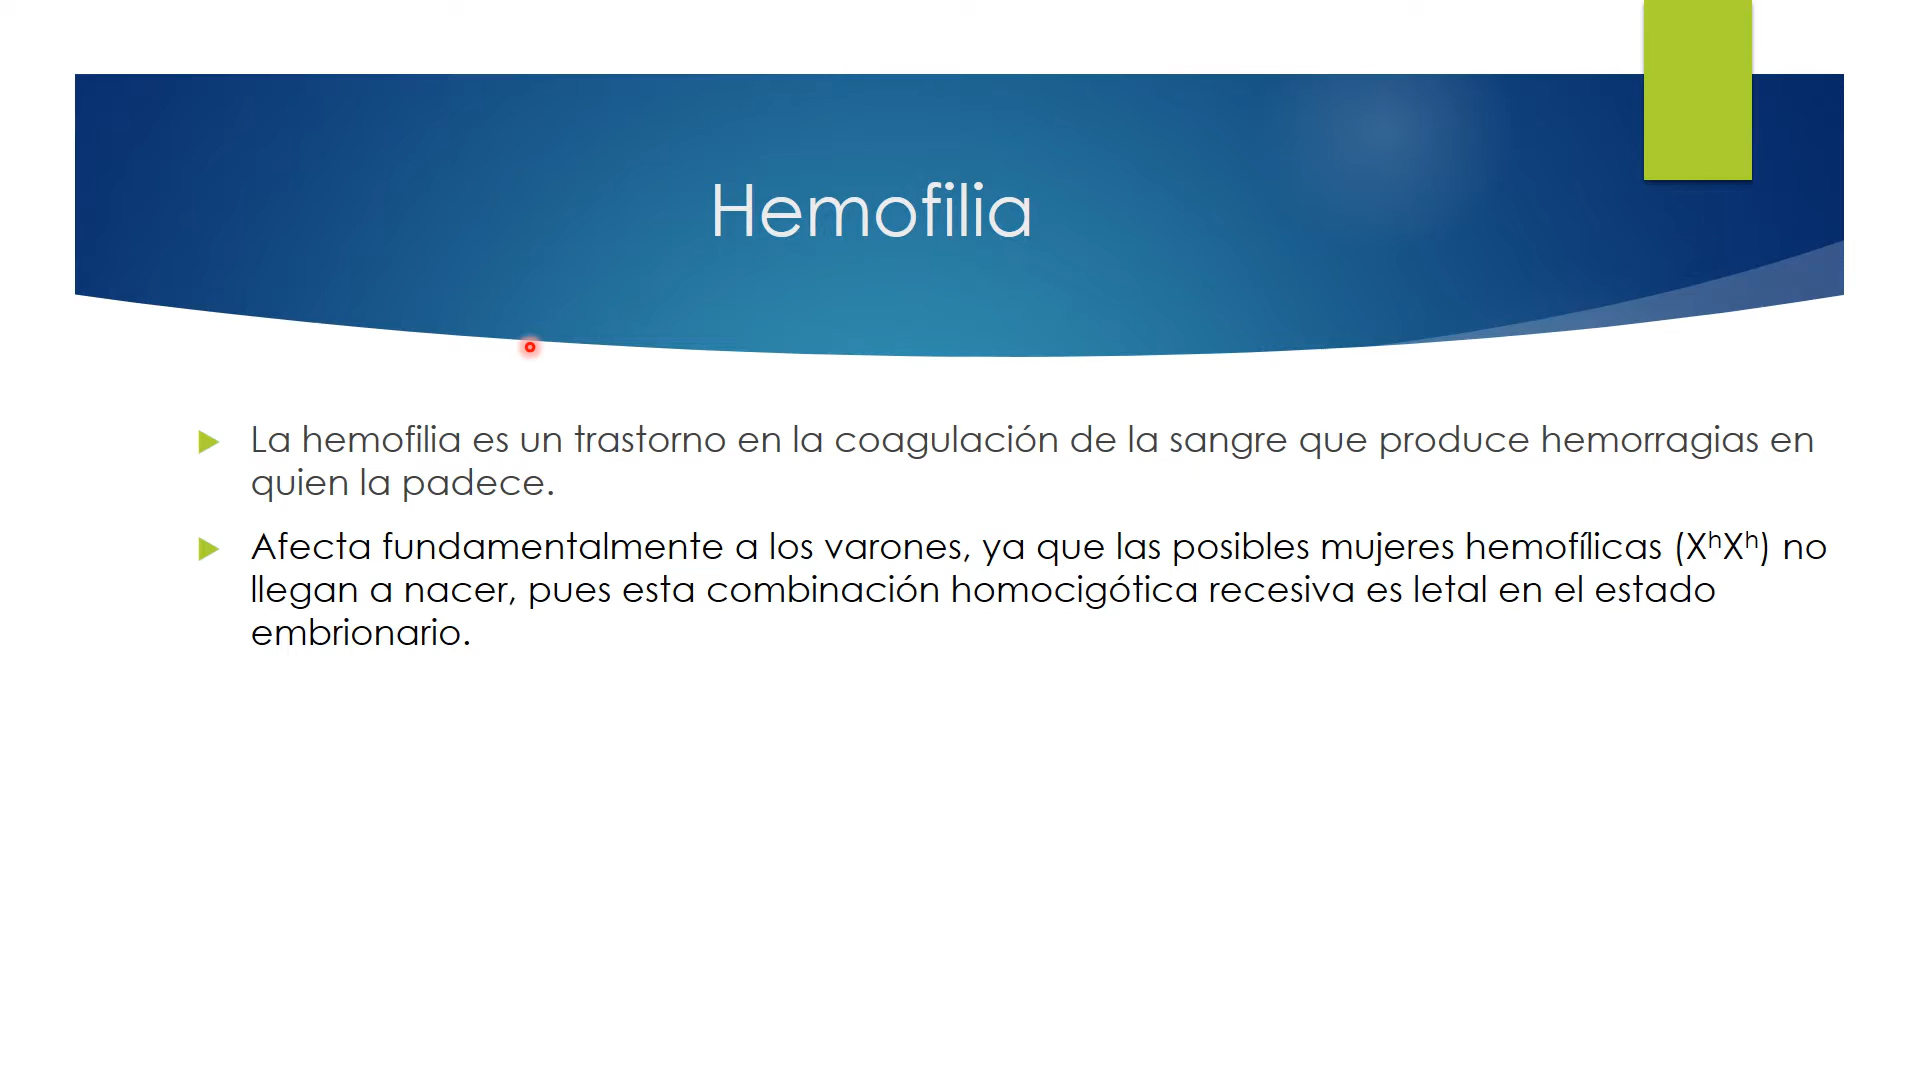 Hemofilia
La hemofilia es un trastorno en la coagulación de la sangre que produce hemorragias en
quien la padece.
Afecta fundamentalmente a los varones, ya que las posibles mujeres hemofílicas (XʰXʰ) no
llegan a nacer, pues esta combinación homocigótica recesiva es letal en el estado
embrionario.